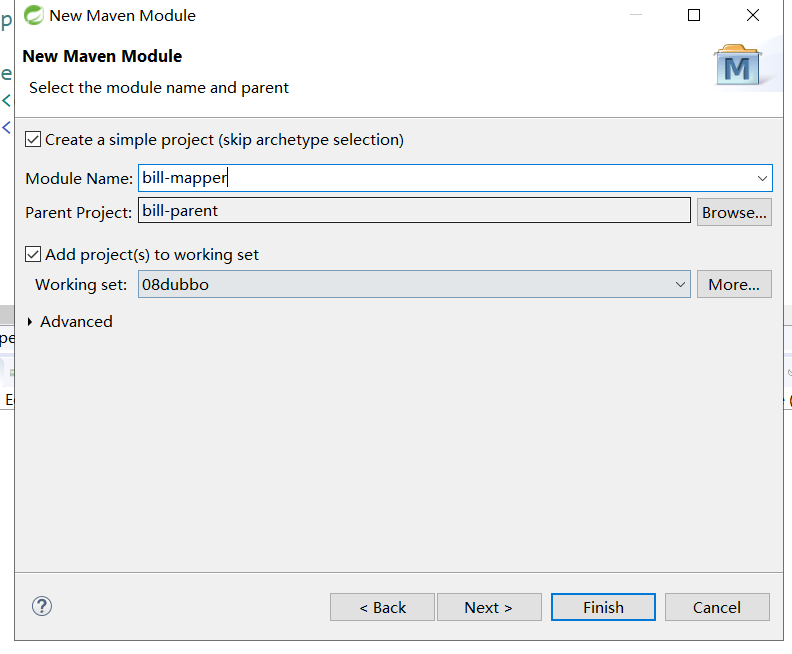 New Maven Module
New Maven Module
Select the module name and parent
M
Create a simple project (skip archetype selection)
Module Name: bill-mapper
Parent Project: bill-parent Browse...
Add project(s) to working set
Working set: 08dubbo More...
Advanced
? < Back Next > Finish Cancel